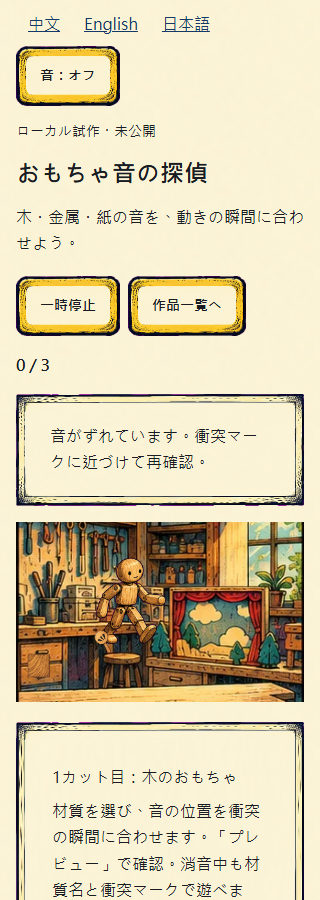 中文 English 日本語
音：オフ
ローカル試作・未公開
おもちゃ音の探偵
木・金属・紙の音を、動きの瞬間に合わ
せよう。
一時停止 作品一覧へ
0 / 3
音がずれています。衝突マー
クに近づけて再確認。
1カット目：木のおもちゃ
材質を選び、音の位置を衝突
の瞬間に合わせます。「プレ
ビュー」で確認。消音中も材
質名と衝突マークで遊べま